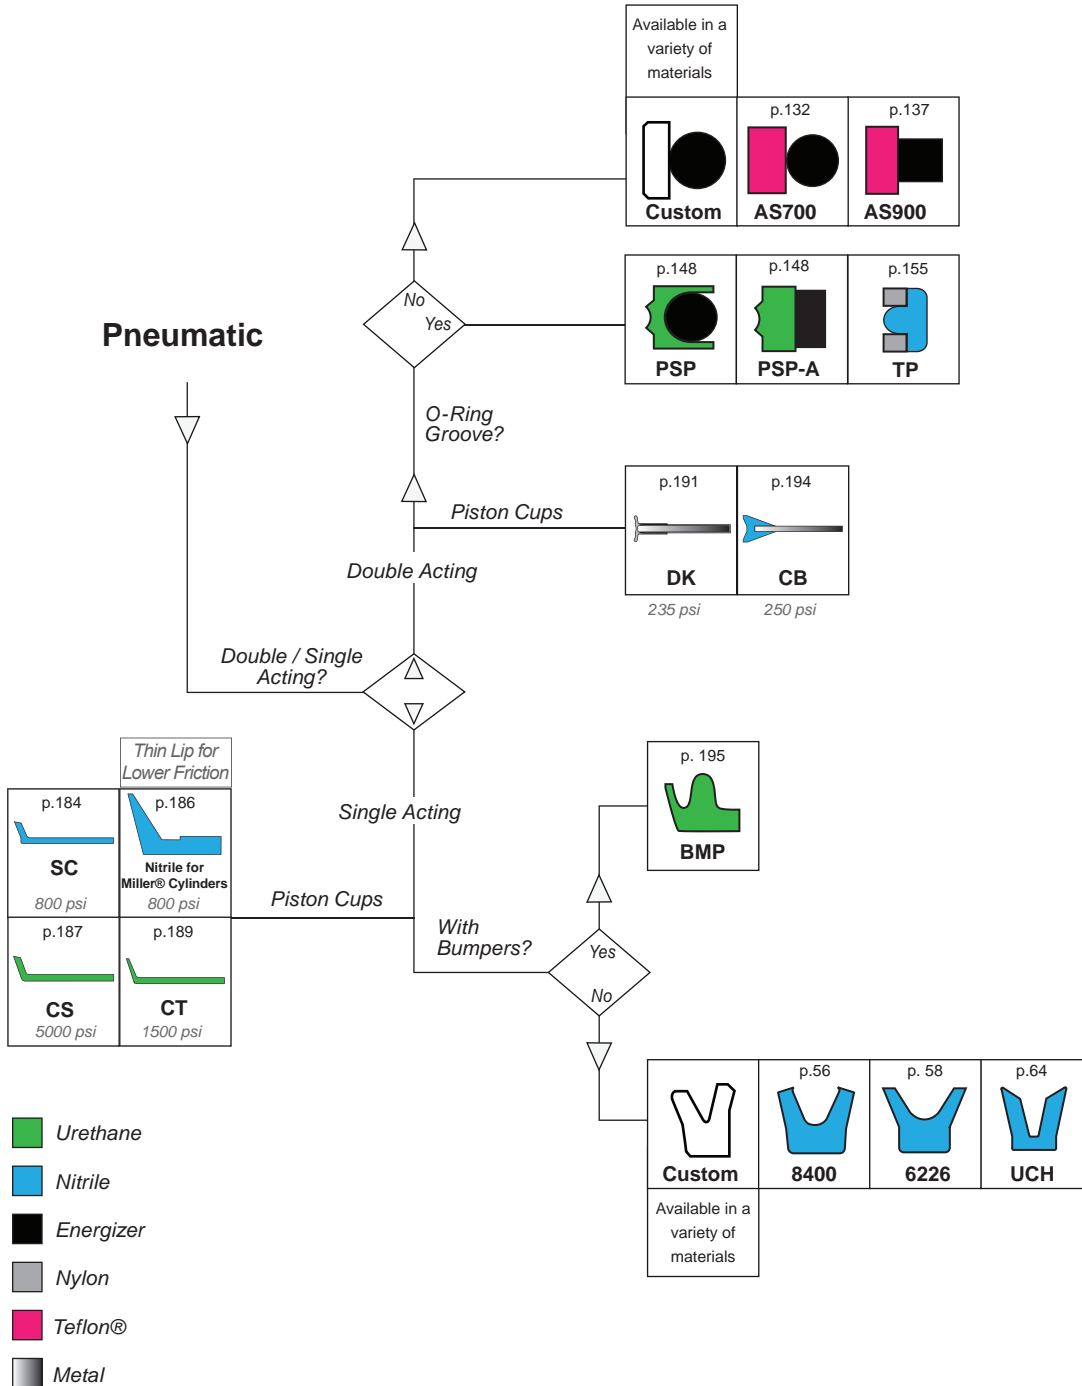 Available in a
variety of
materials
p.132
p.137
Custom
AS700
AS900
p.148
p.148
p.155
PSP
PSP-A
TP
No
Yes
Pneumatic
O-Ring
Groove?
p.191
p.194
Piston Cups
DK
CB
235 psi
250 psi
Double Acting
Double / Single
Acting?
Thin Lip for
Lower Friction
p.184
p.186
SC
Nitrile for
Miller® Cylinders
800 psi
800 psi
p.187
p.189
CS
CT
5000 psi
1500 psi
Single Acting
Piston Cups
p. 195
BMP
With
Bumpers?
Yes
No
p.56
p. 58
p.64
Custom
8400
6226
UCH
Available in a
variety of
materials
Urethane
Nitrile
Energizer
Nylon
Teflon®
Metal